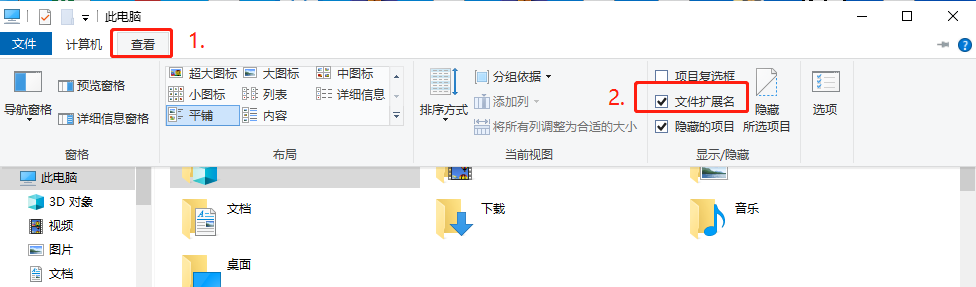 此电脑
文件 计算机 查看 1.
导航窗格
预览窗格
详细信息窗格
窗格
超大图标 大图标 中图标
小图标 列表 详细信息
平铺 内容
布局
排序方式
分组依据
添加列
将所有列调整为合适的大小
当前视图
项目复选框
2. 文件扩展名
隐藏的项目
隐藏
所选项目
显示/隐藏
选项
此电脑
3D 对象
视频
图片
文档
文档 下载 音乐
桌面